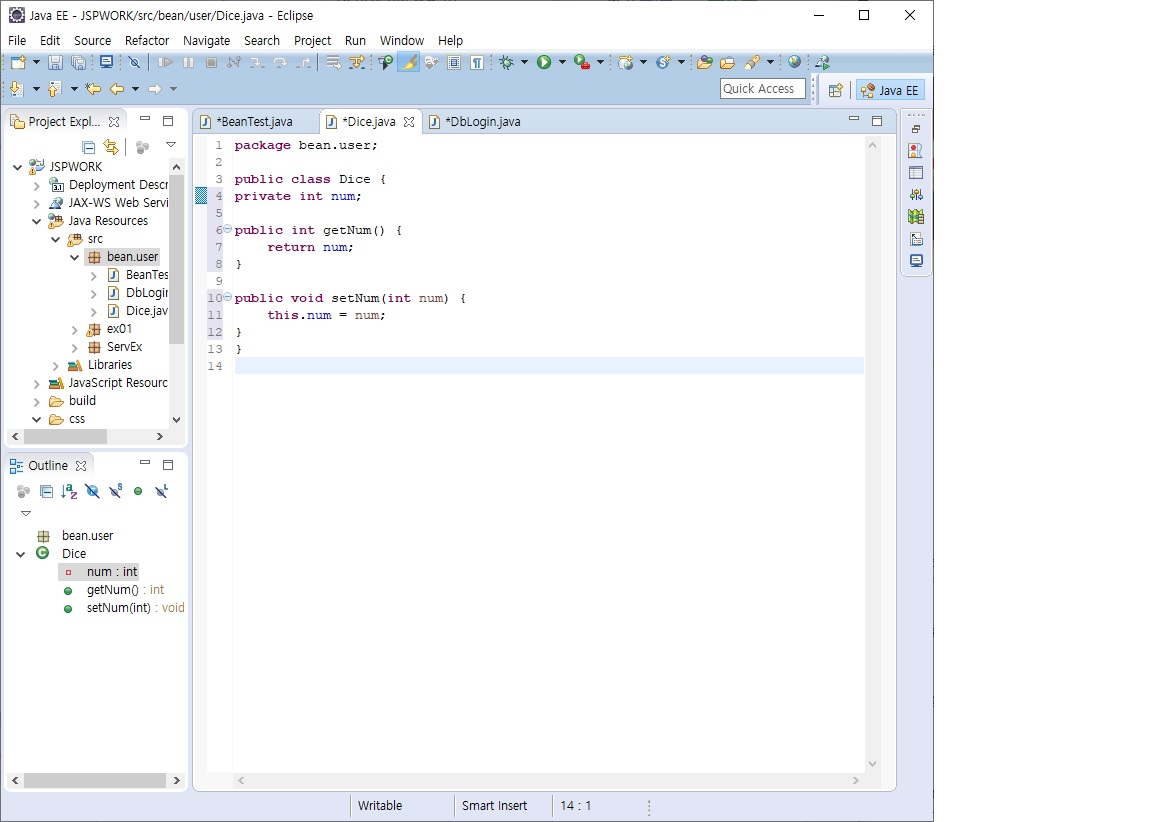 Java EE - JSPWORK/src/bean/user/Dice.java - Eclipse
File Edit Source Refactor Navigate Search Project Run Window Help
Quick Access
Java EE
Project Expl...
JSPWORK
Deployment Descr
JAX-WS Web Servi
Java Resources
src
bean.user
BeanTes
DbLogin
Dice.jav
ex01
ServEx
Libraries
JavaScript Resourc
build
css
Outline
bean.user
Dice
num : int
getNum() : int
setNum(int) : void
*BeanTest.java *Dice.java *DbLogin.java
1 package bean.user;
2
3 public class Dice {
4 private int num;
5
6 public int getNum() {
7     return num;
8 }
9
10 public void setNum(int num) {
11     this.num = num;
12 }
13 }
14
Writable Smart Insert 14 : 1